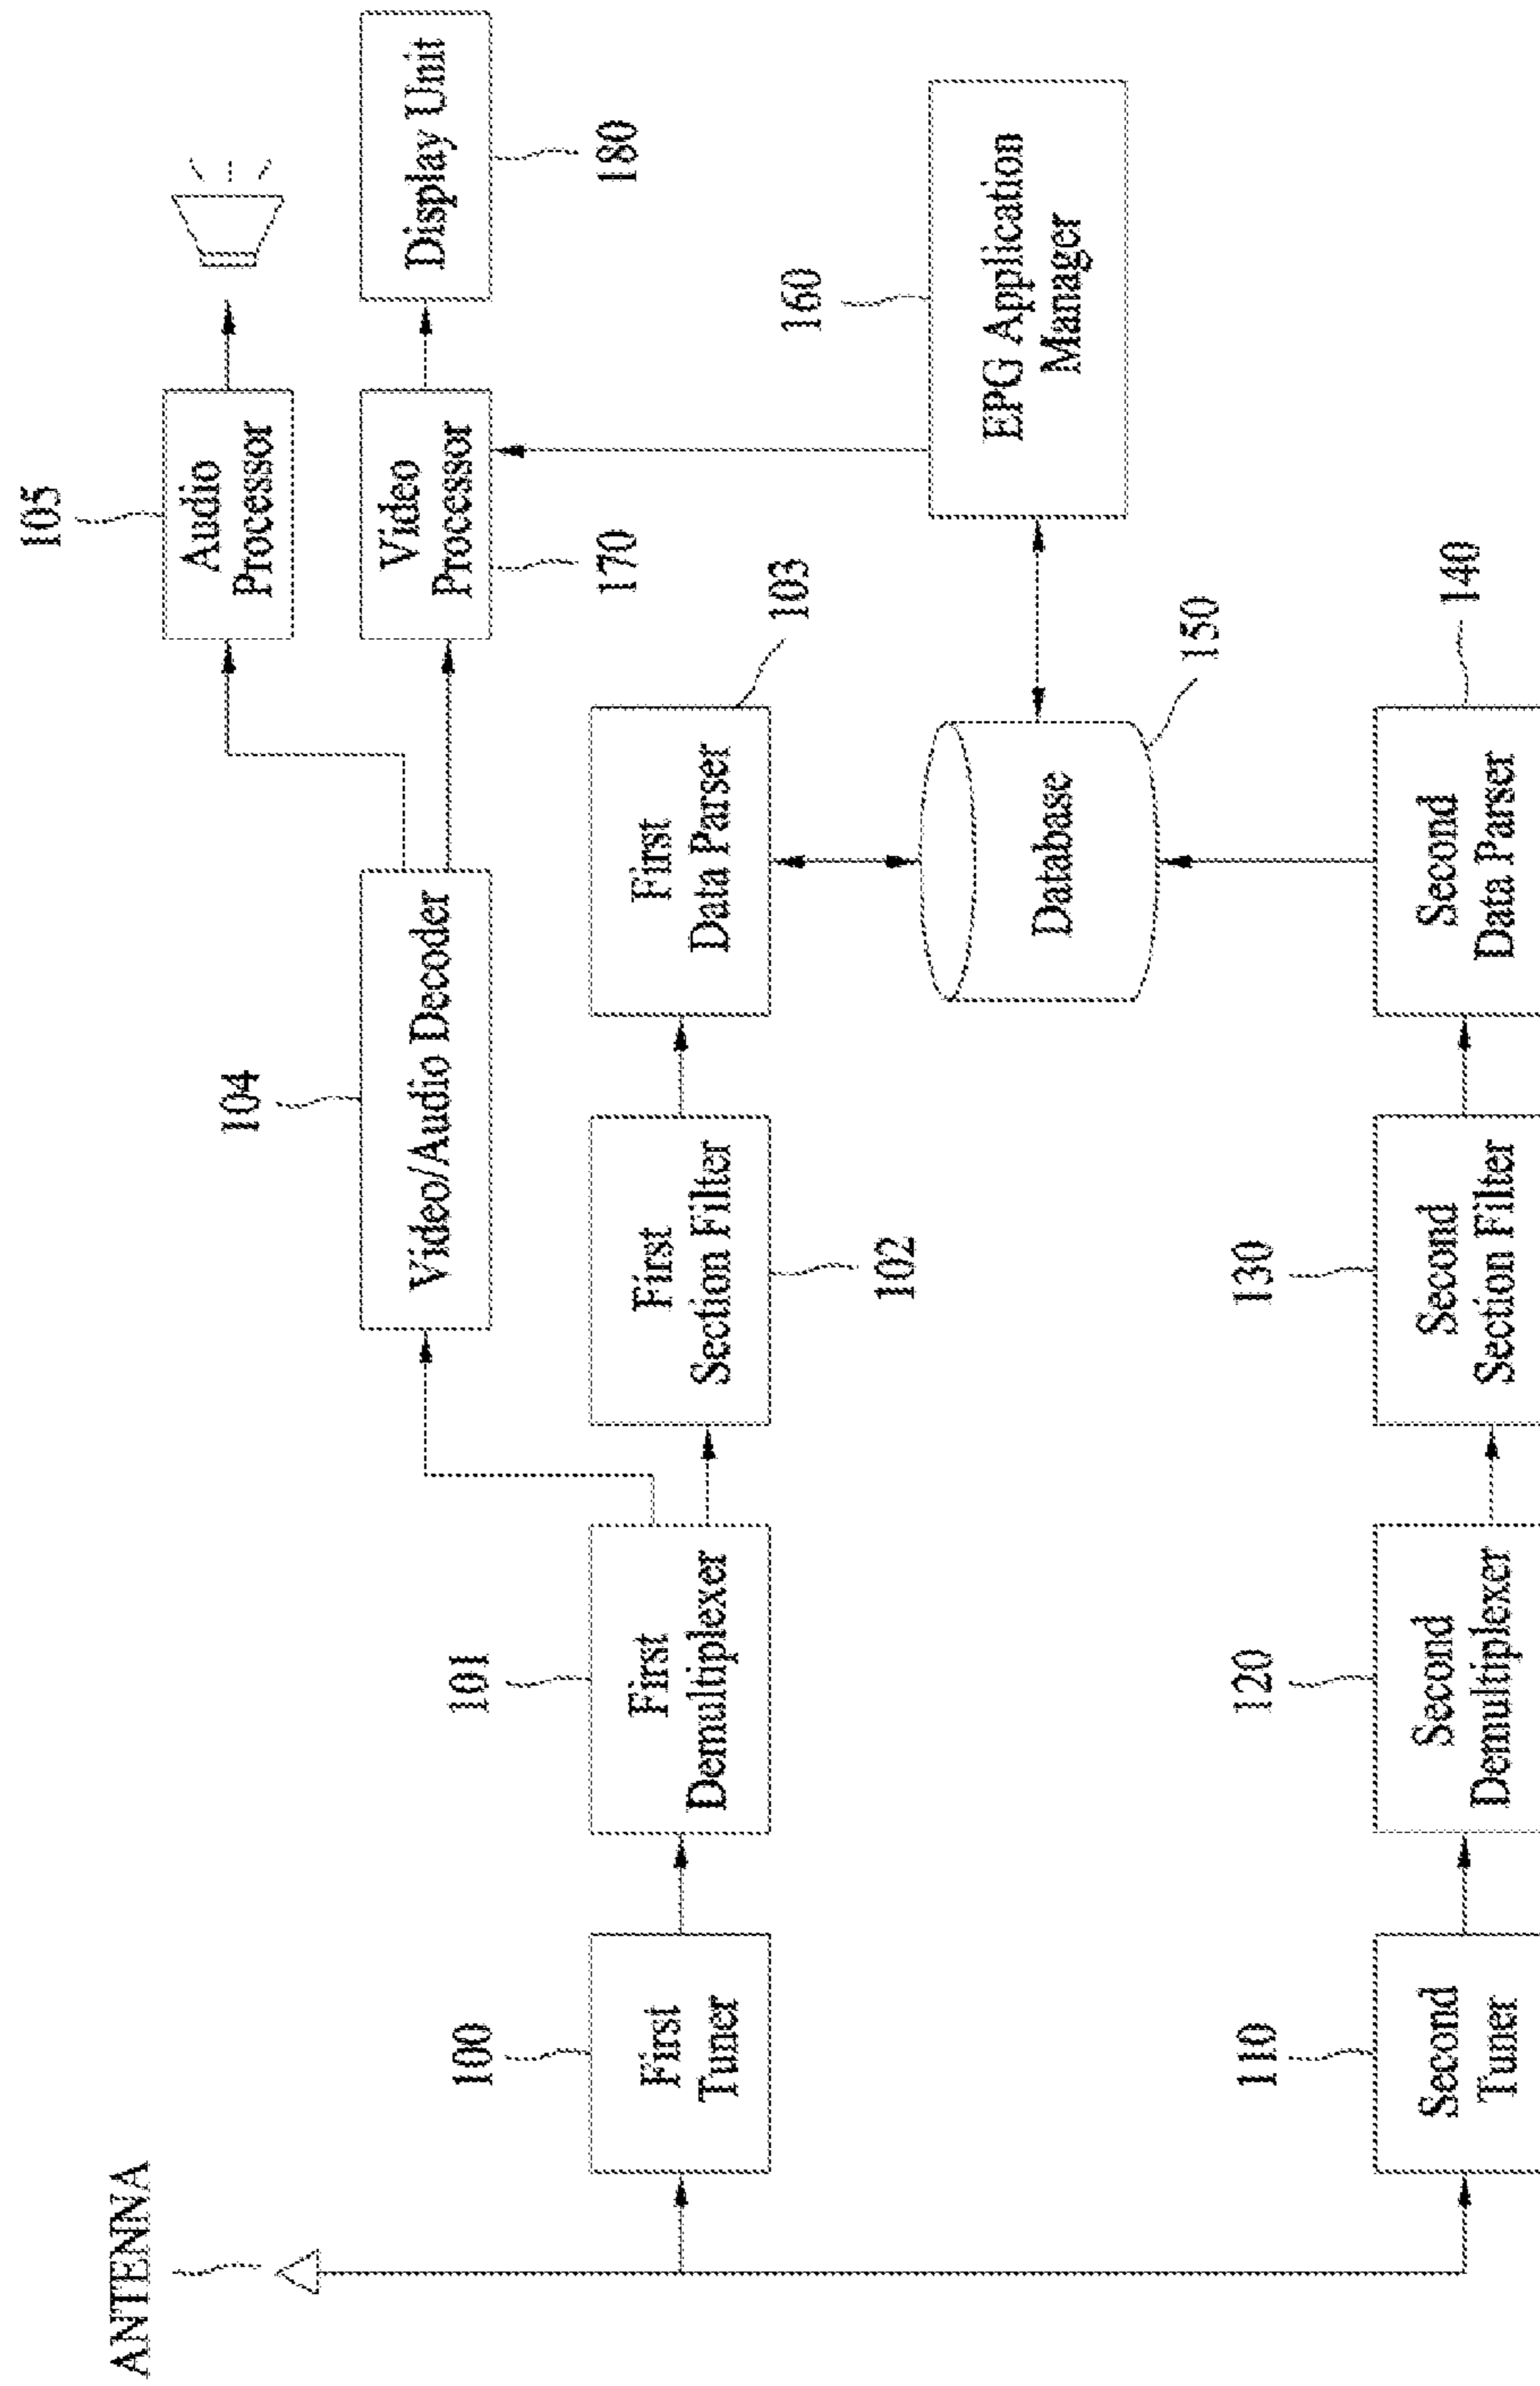 ANTENNA
105
Audio
Processor
Video
Processor
170
Display Unit
180
104
Video/Audio Decoder
100
First
Tuner
101
First
Demultiplexer
First
Section Filter
102
First
Data Parser
103
160
EPG Application
Manager
Database
150
110
Second
Tuner
120
Second
Demultiplexer
130
Second
Section Filter
Second
Data Parser
140